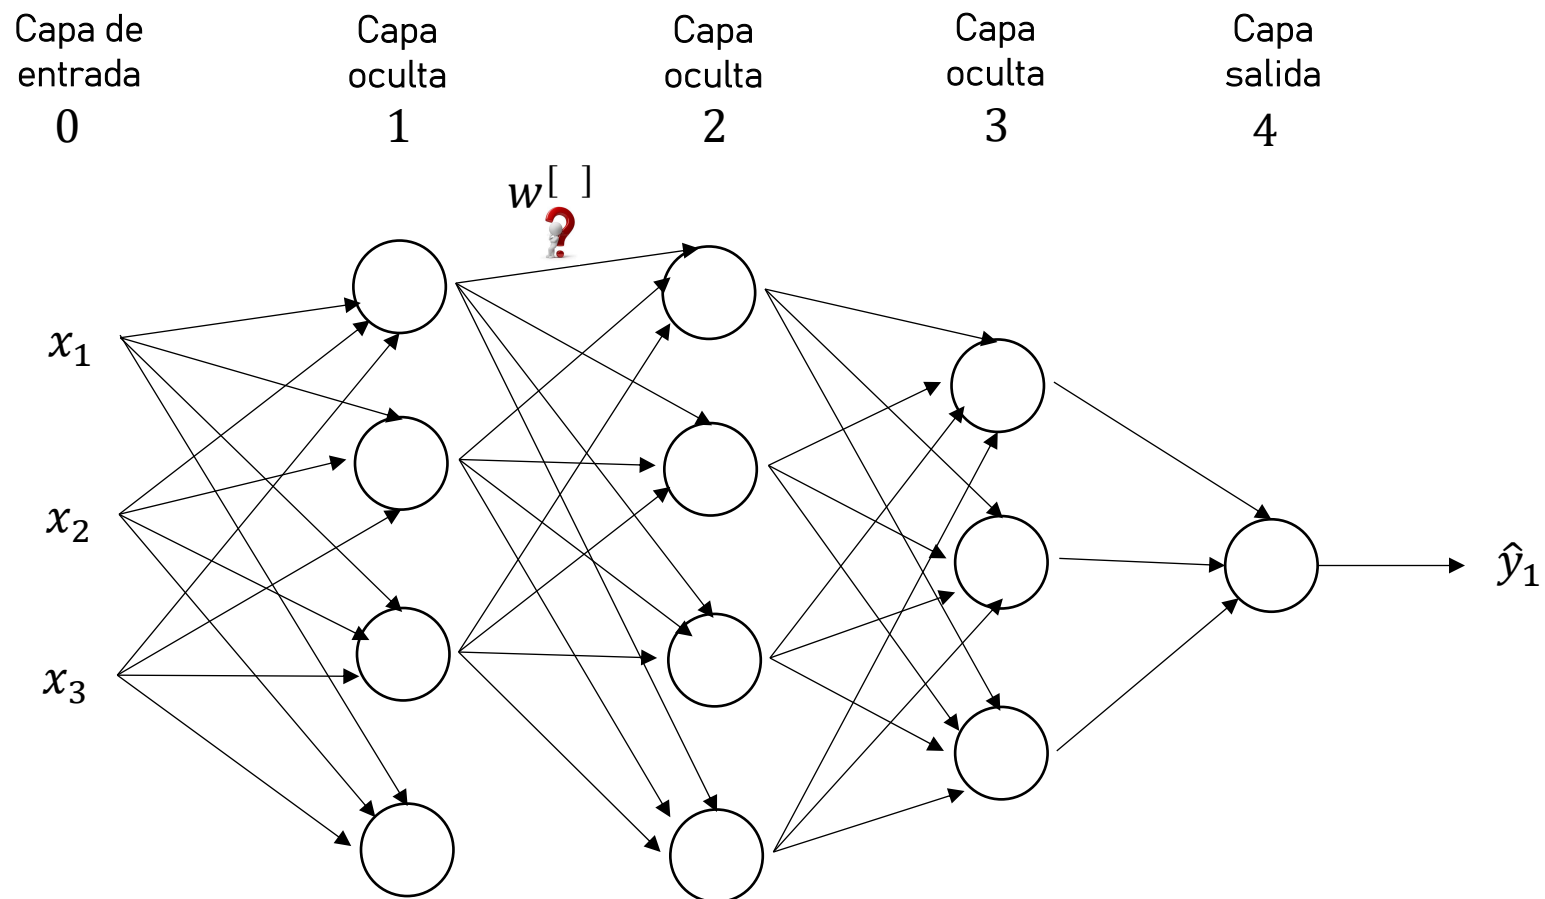 Capa de
entrada
0
Capa
oculta
1
Capa
oculta
2
Capa
oculta
3
Capa
salida
4
w[ ]
?
x₁
x₂
x₃
ŷ₁